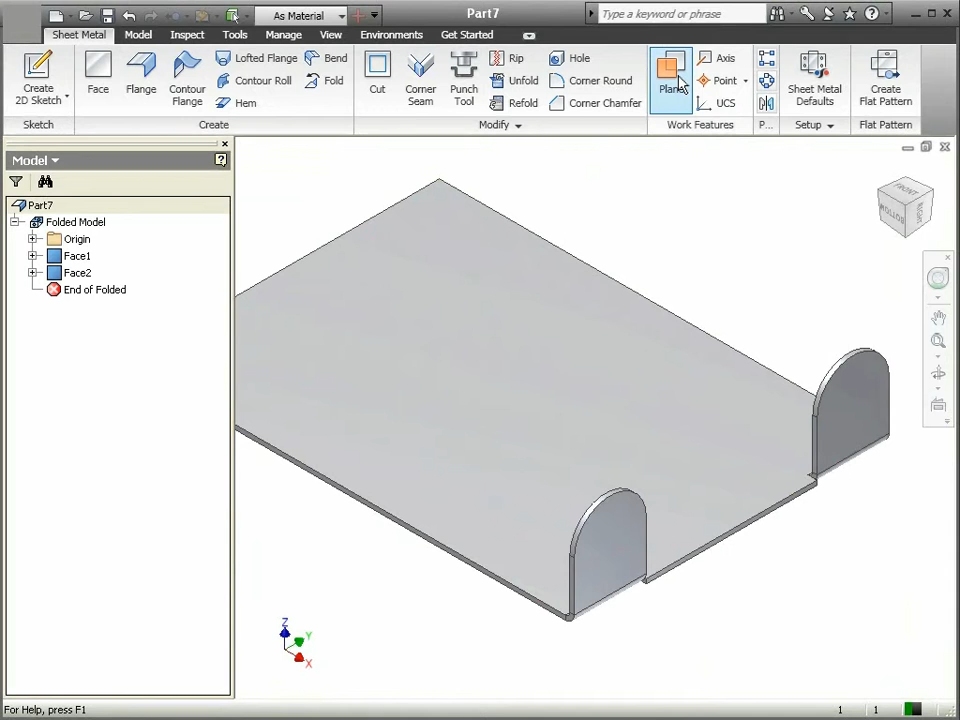 As Material
Part7
Type a keyword or phrase
Sheet Metal Model Inspect Tools Manage View Environments Get Started
Create 2D Sketch
Face
Flange
Contour Flange
Lofted Flange
Contour Roll
Hem
Bend
Fold
Cut
Corner Seam
Punch Tool
Rip
Unfold
Refold
Hole
Corner Round
Corner Chamfer
Plane
Axis
Point
UCS
Sheet Metal Defaults
Create Flat Pattern
Sketch Create Modify Work Features P... Setup Flat Pattern
Model
Part7
Folded Model
Origin
Face1
Face2
End of Folded
FRONT
BOTTOM
RIGHT
Z
Y
X
For Help, press F1
1 1